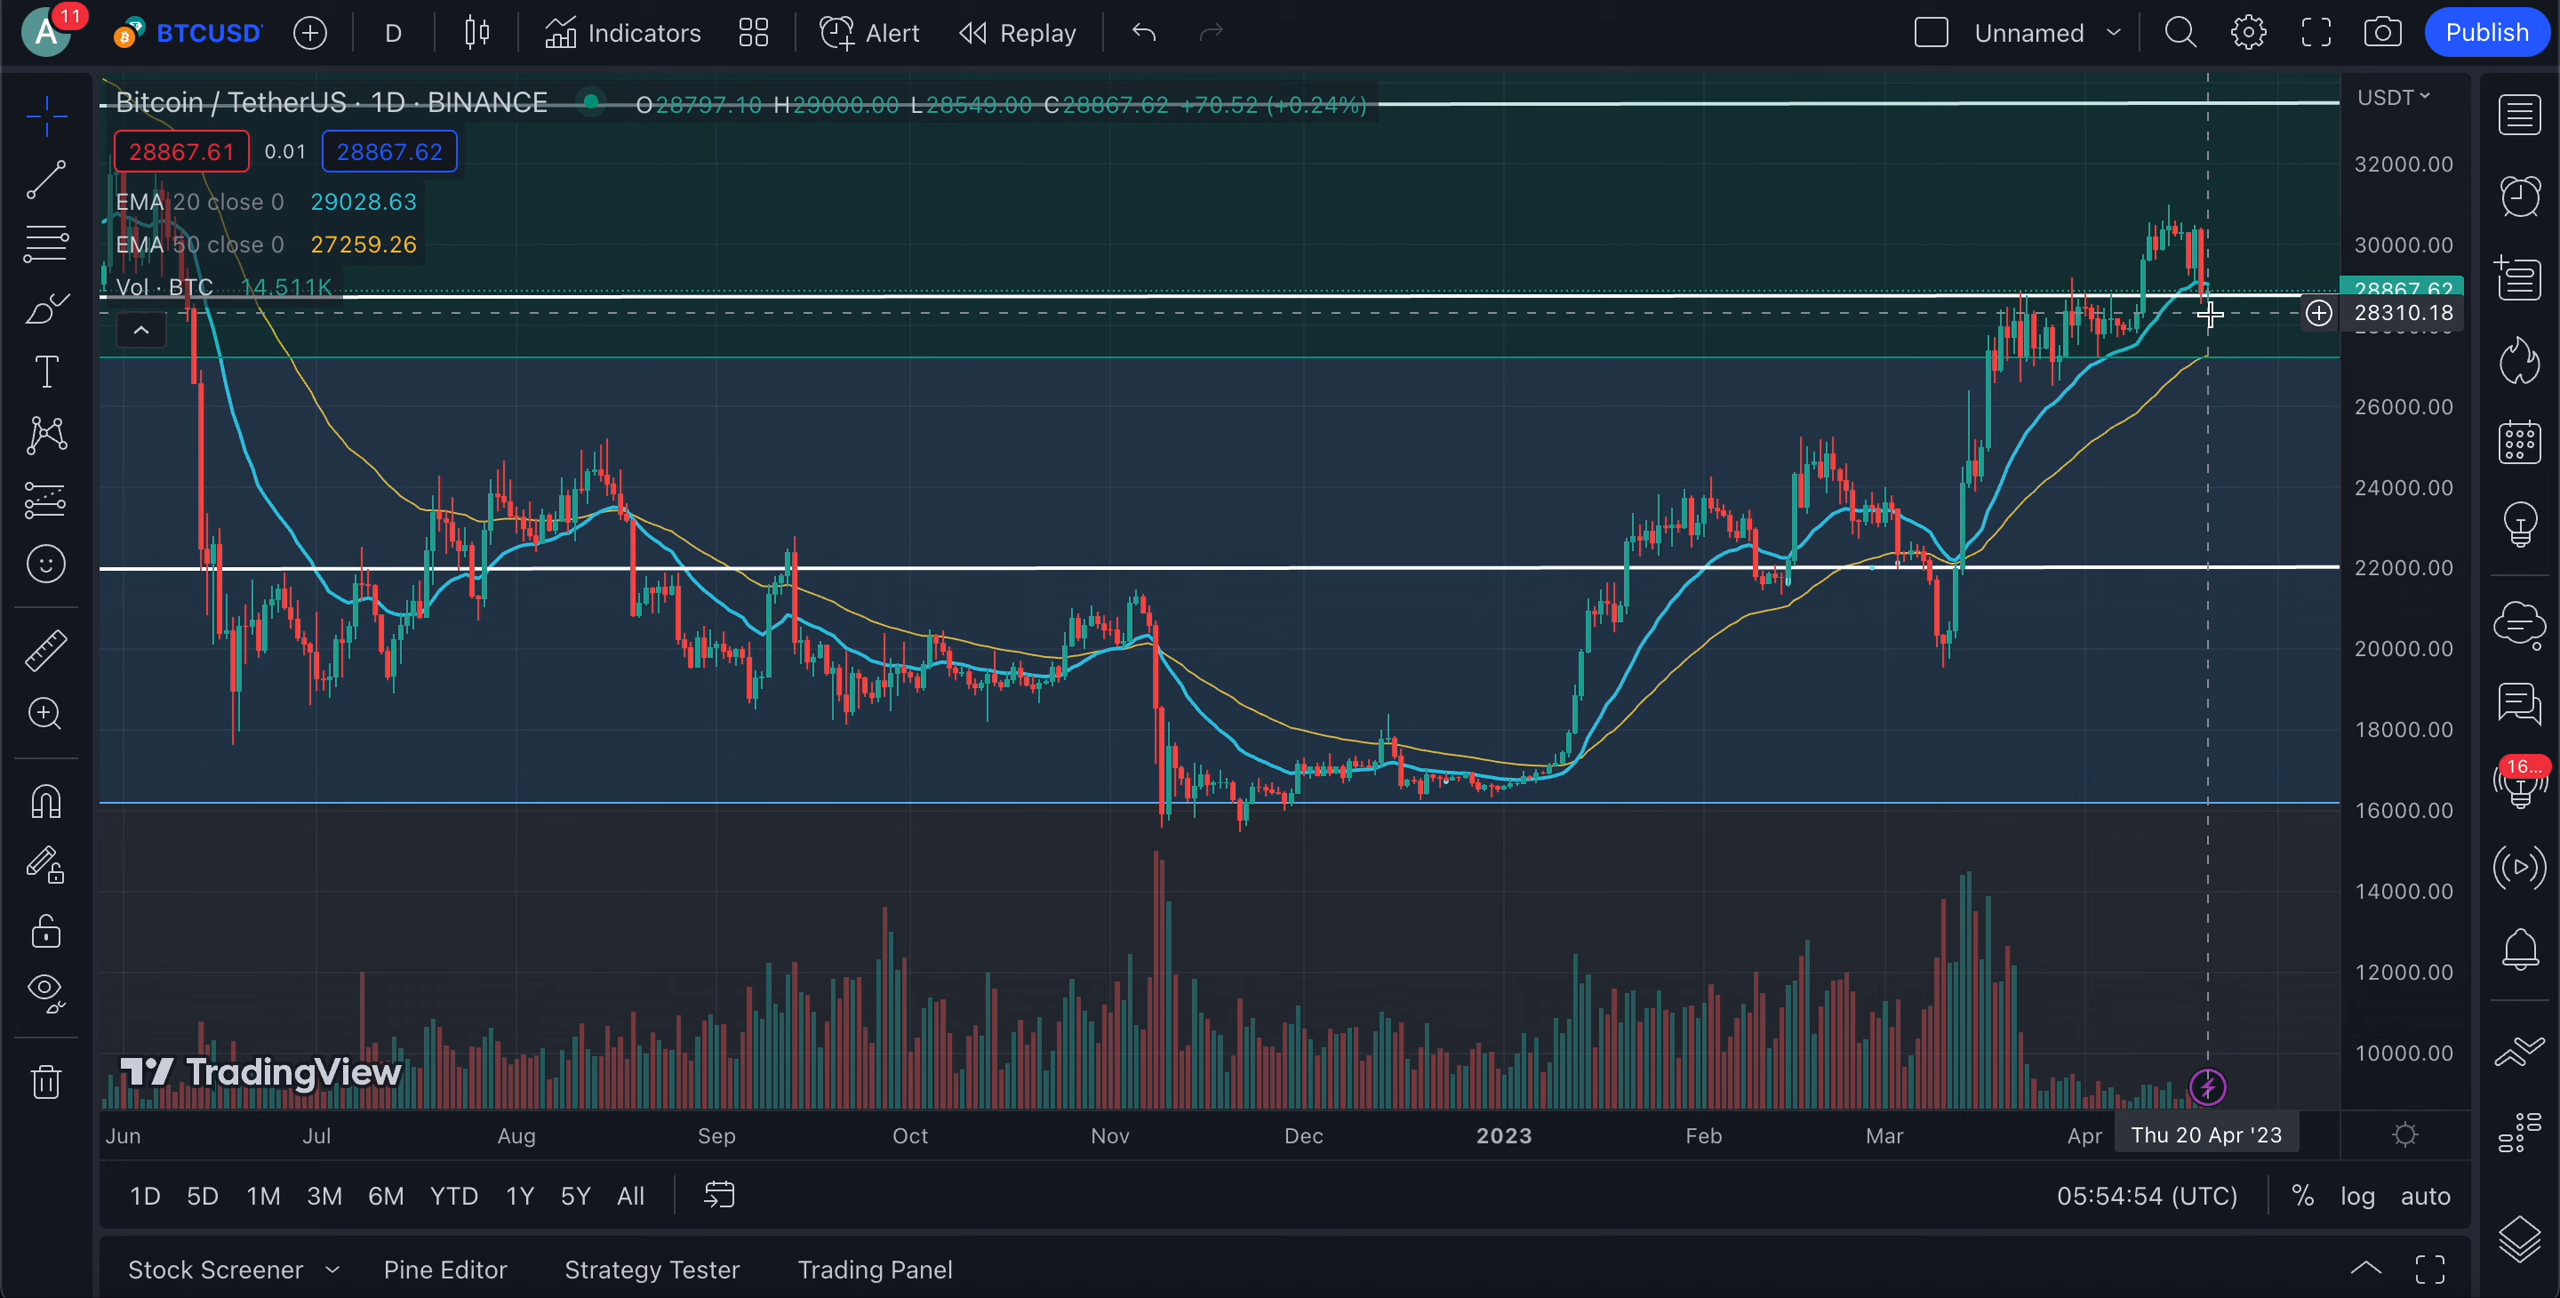 A 11 BTCUSD D Indicators Alert Replay Unnamed Publish
Bitcoin / TetherUS · 1D · BINANCE O28797.10 H29000.00 L28549.00 C28867.62 +70.52 (+0.24%) USDT
28867.61 0.01 28867.62
32000.00
EMA 20 close 0 29028.63
EMA 50 close 0 27259.26
30000.00
Vol · BTC 14.511K
28867.62
28310.18
26000.00
24000.00
22000.00
20000.00
18000.00
16...
16000.00
14000.00
12000.00
10000.00
TradingView
Jun Jul Aug Sep Oct Nov Dec 2023 Feb Mar Apr Thu 20 Apr '23
1D 5D 1M 3M 6M YTD 1Y 5Y All 05:54:54 (UTC) % log auto
Stock Screener Pine Editor Strategy Tester Trading Panel